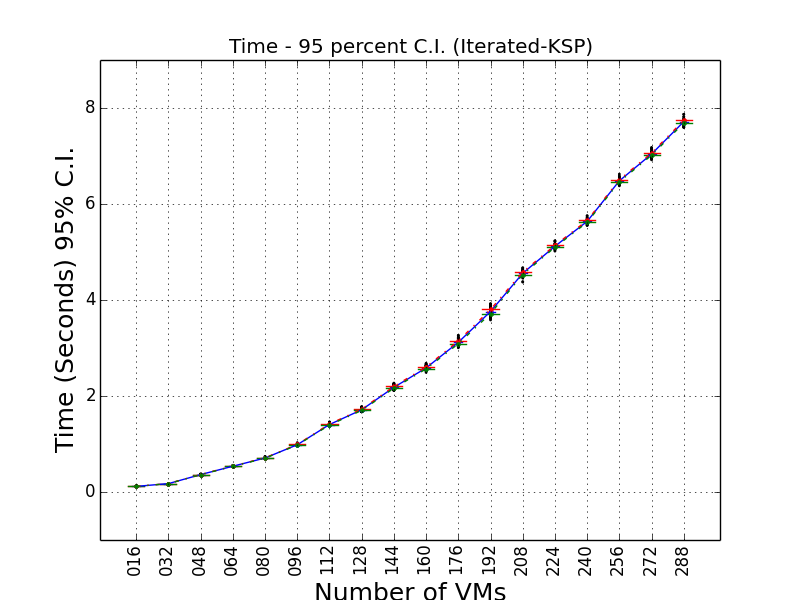 Time - 95 percent C.I. (Iterated-KSP)
Time (Seconds) 95% C.I.
8
6
4
2
0
016 032 048 064 080 096 112 128 144 160 176 192 208 224 240 256 272 288
Number of VMs